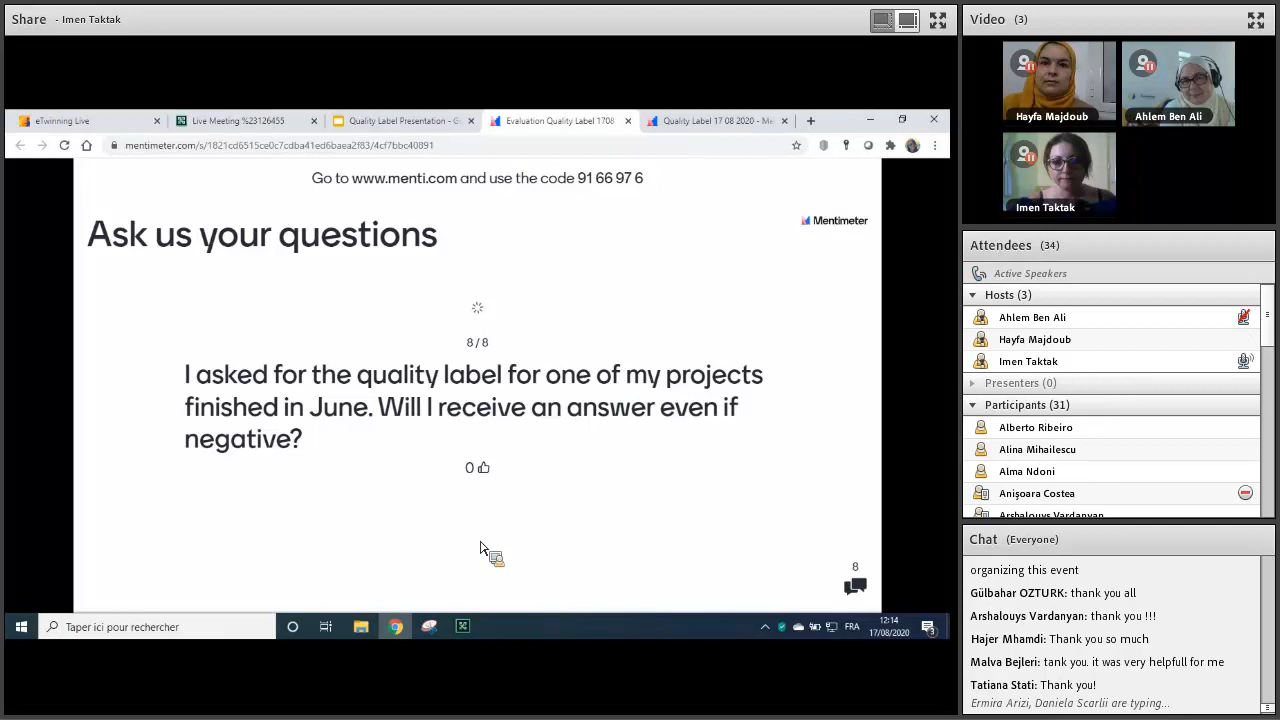 Share - Imen Taktak
eTwinning Live
Live Meeting %23126455
Quality Label Presentation - G
Evaluation Quality Label 1708
Quality Label 17 08 2020 - Me
mentimeter.com/s/1821cd6515ce0c7cdba41ed6baea2f83/4cf7bbc40891
Go to www.menti.com and use the code 91 66 97 6
Mentimeter
Ask us your questions
8 / 8
I asked for the quality label for one of my projects
finished in June. Will I receive an answer even if
negative?
0
8
Taper ici pour rechercher
FRA
12:14
17/08/2020
3
Video (3)
Hayfa Majdoub
Ahlem Ben Ali
Imen Taktak
Attendees (34)
Active Speakers
Hosts (3)
Ahlem Ben Ali
Hayfa Majdoub
Imen Taktak
Presenters (0)
Participants (31)
Alberto Ribeiro
Alina Mihailescu
Alma Ndoni
Anişoara Costea
Arshalouys Vardanyan
Chat (Everyone)
organizing this event
Gülbahar OZTURK: thank you all
Arshalouys Vardanyan: thank you !!!
Hajer Mhamdi: Thank you so much
Malva Bejleri: tank you. it was very helpfull for me
Tatiana Stati: Thank you!
Ermira Arizi, Daniela Scarlii are typing...